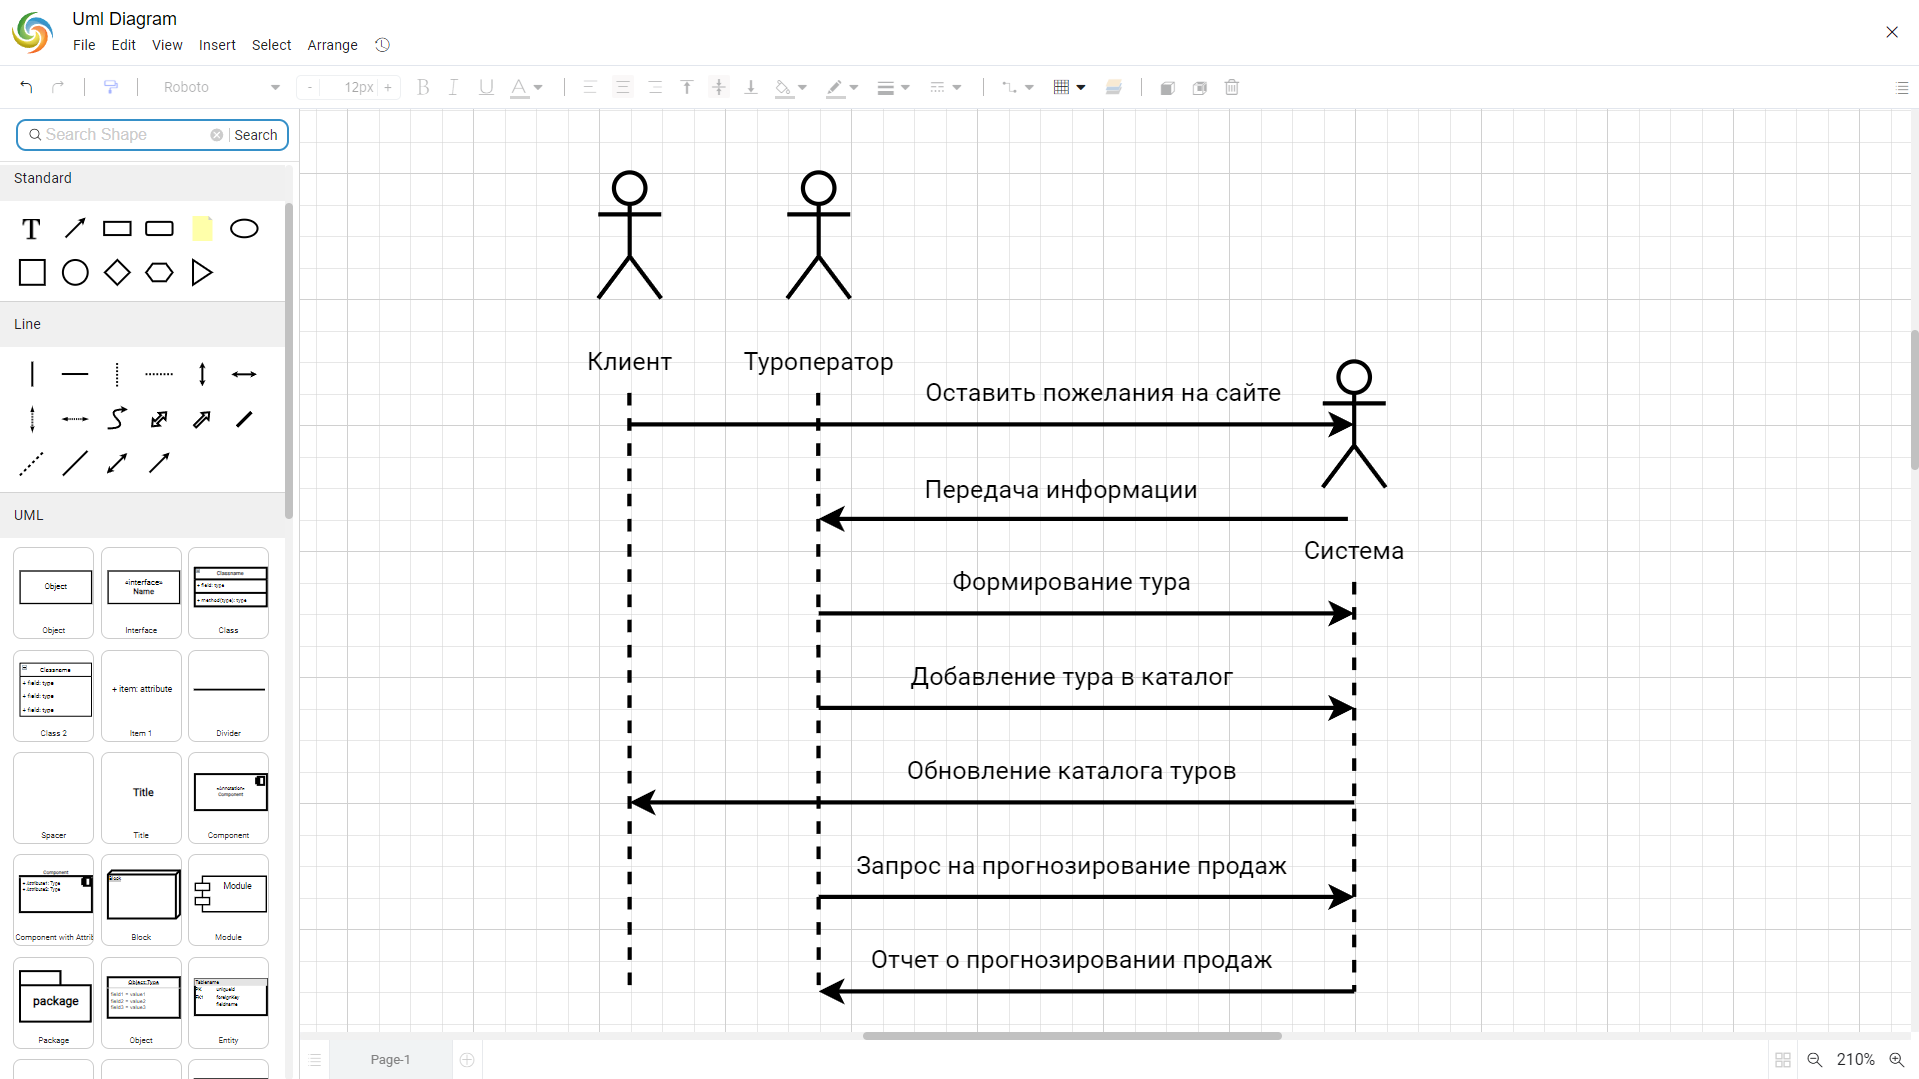 Uml Diagram
File Edit View Insert Select Arrange
Roboto - 12px + B I U A
Search Shape Search
Standard
T
Line
UML
Object
Object
«interface»
Name
Interface
Classname
+ field: type
+ method(type): type
Class
Classname
+ field: type
+ field: type
+ field: type
Class 2
+ item: attribute
Item 1
Divider
Spacer
Title
Title
«Annotation»
Component
Component
Component
+ Attribute1: Type
+ Attribute2: Type
Component with Attrib
Block
Block
Module
Module
package
Package
Object:Type
field1 = value1
field2 = value2
field3 = value3
Object
Tablename
PK uniqueId
FK1 foreignKey
fieldname
Entity
Клиент
Туроператор
Оставить пожелания на сайте
Передача информации
Система
Формирование тура
Добавление тура в каталог
Обновление каталога туров
Запрос на прогнозирование продаж
Отчет о прогнозировании продаж
Page-1
210%